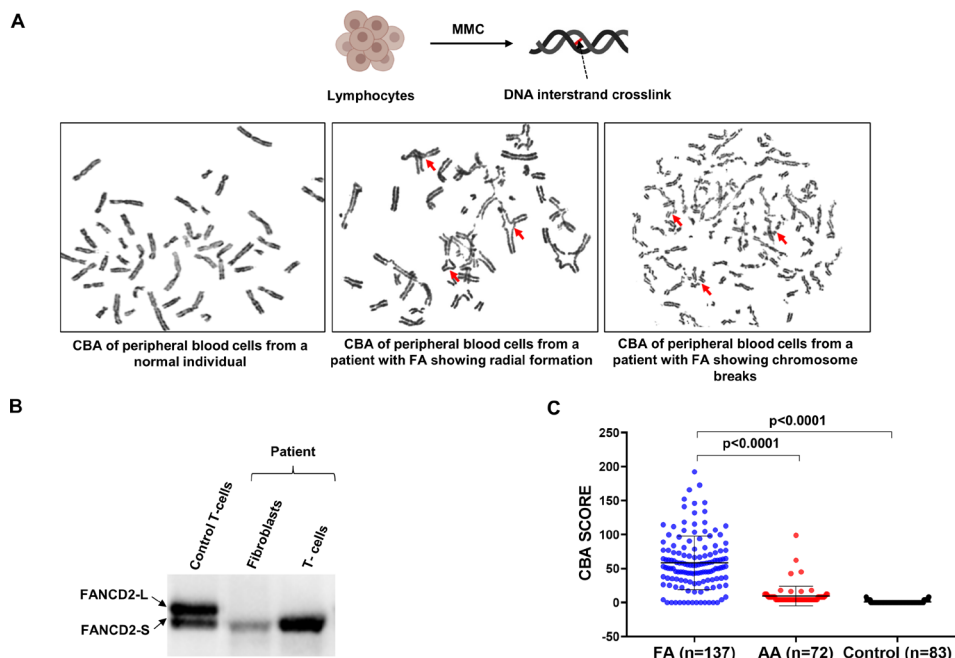 A
MMC
Lymphocytes
DNA interstrand crosslink
CBA of peripheral blood cells from a
normal individual
CBA of peripheral blood cells from a
patient with FA showing radial formation
CBA of peripheral blood cells from a
patient with FA showing chromosome
breaks
B
Patient
Control T-cells
Fibroblasts
T- cells
FANCD2-L
FANCD2-S
C
p<0.0001
p<0.0001
CBA SCORE
250
200
150
100
50
0
-50
FA (n=137)
AA (n=72)
Control (n=83)